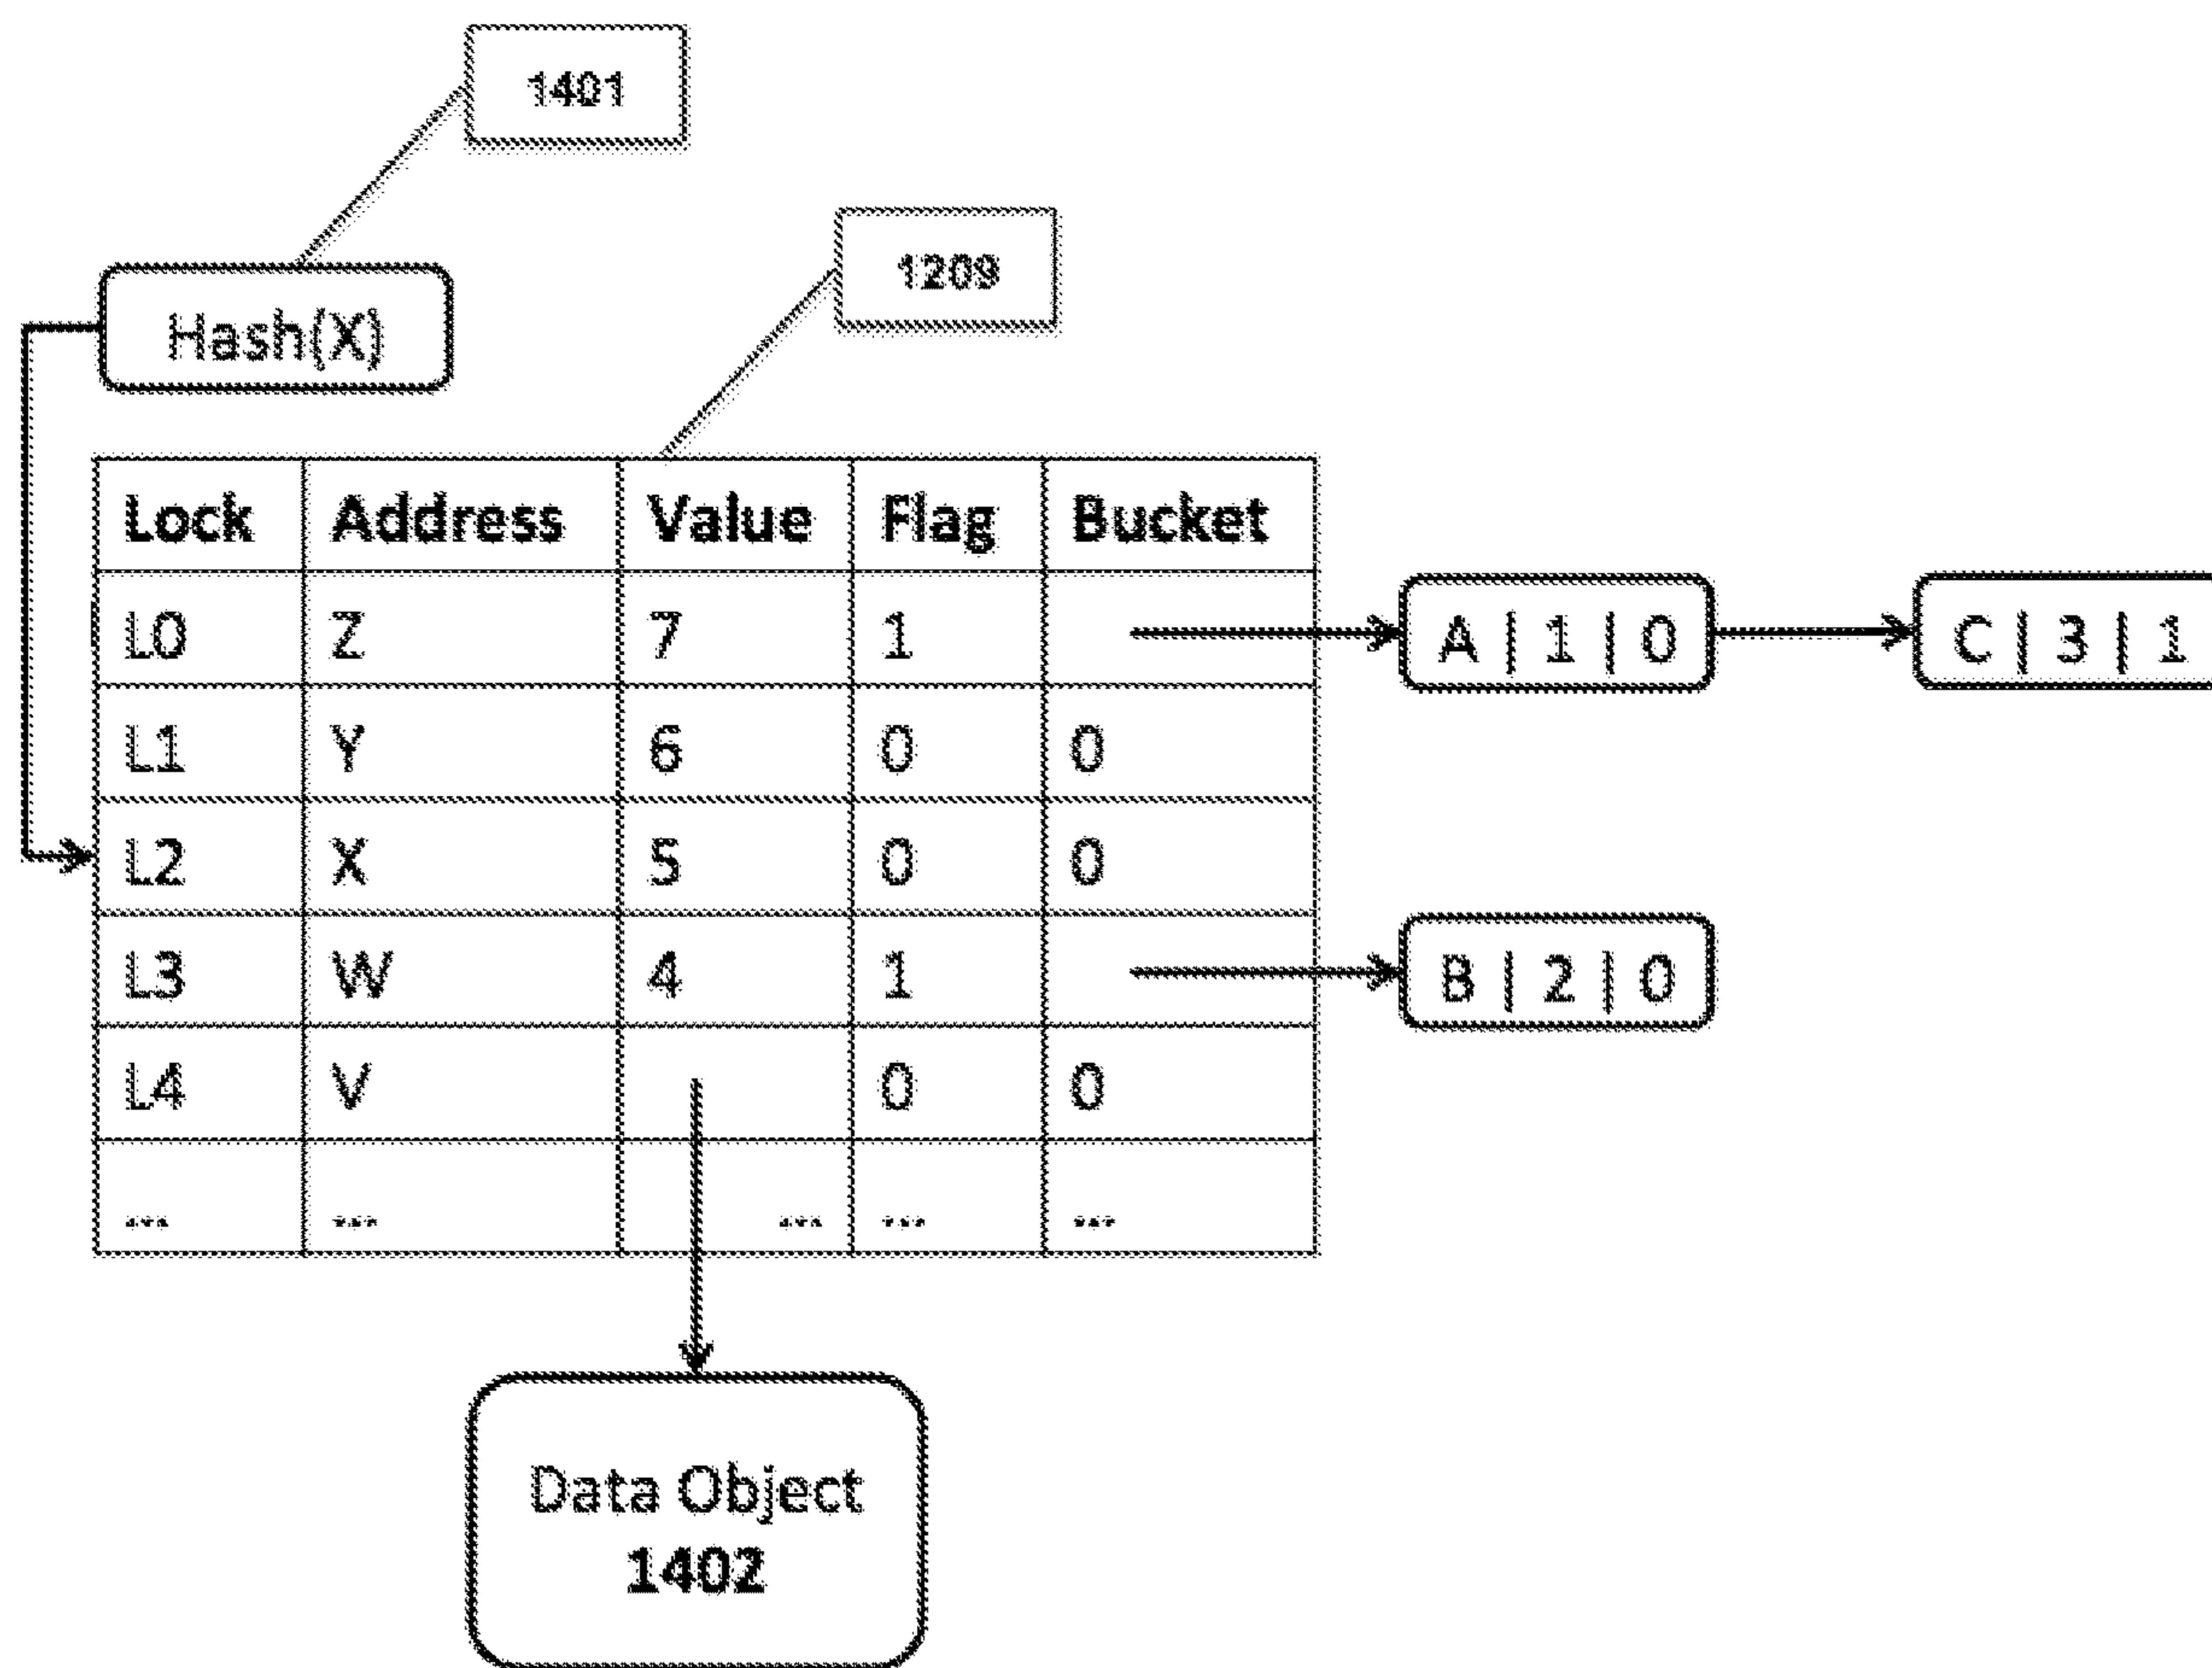 1401
1209
Hash(X)
Lock Address Value Flag Bucket
L0 Z 7 1 A | 1 | 0 C | 3 | 1
L1 Y 6 0 0
L2 X 5 0 0
L3 W 4 1 B | 2 | 0
L4 V 0 0
... ... ... ... ...
Data Object
1402